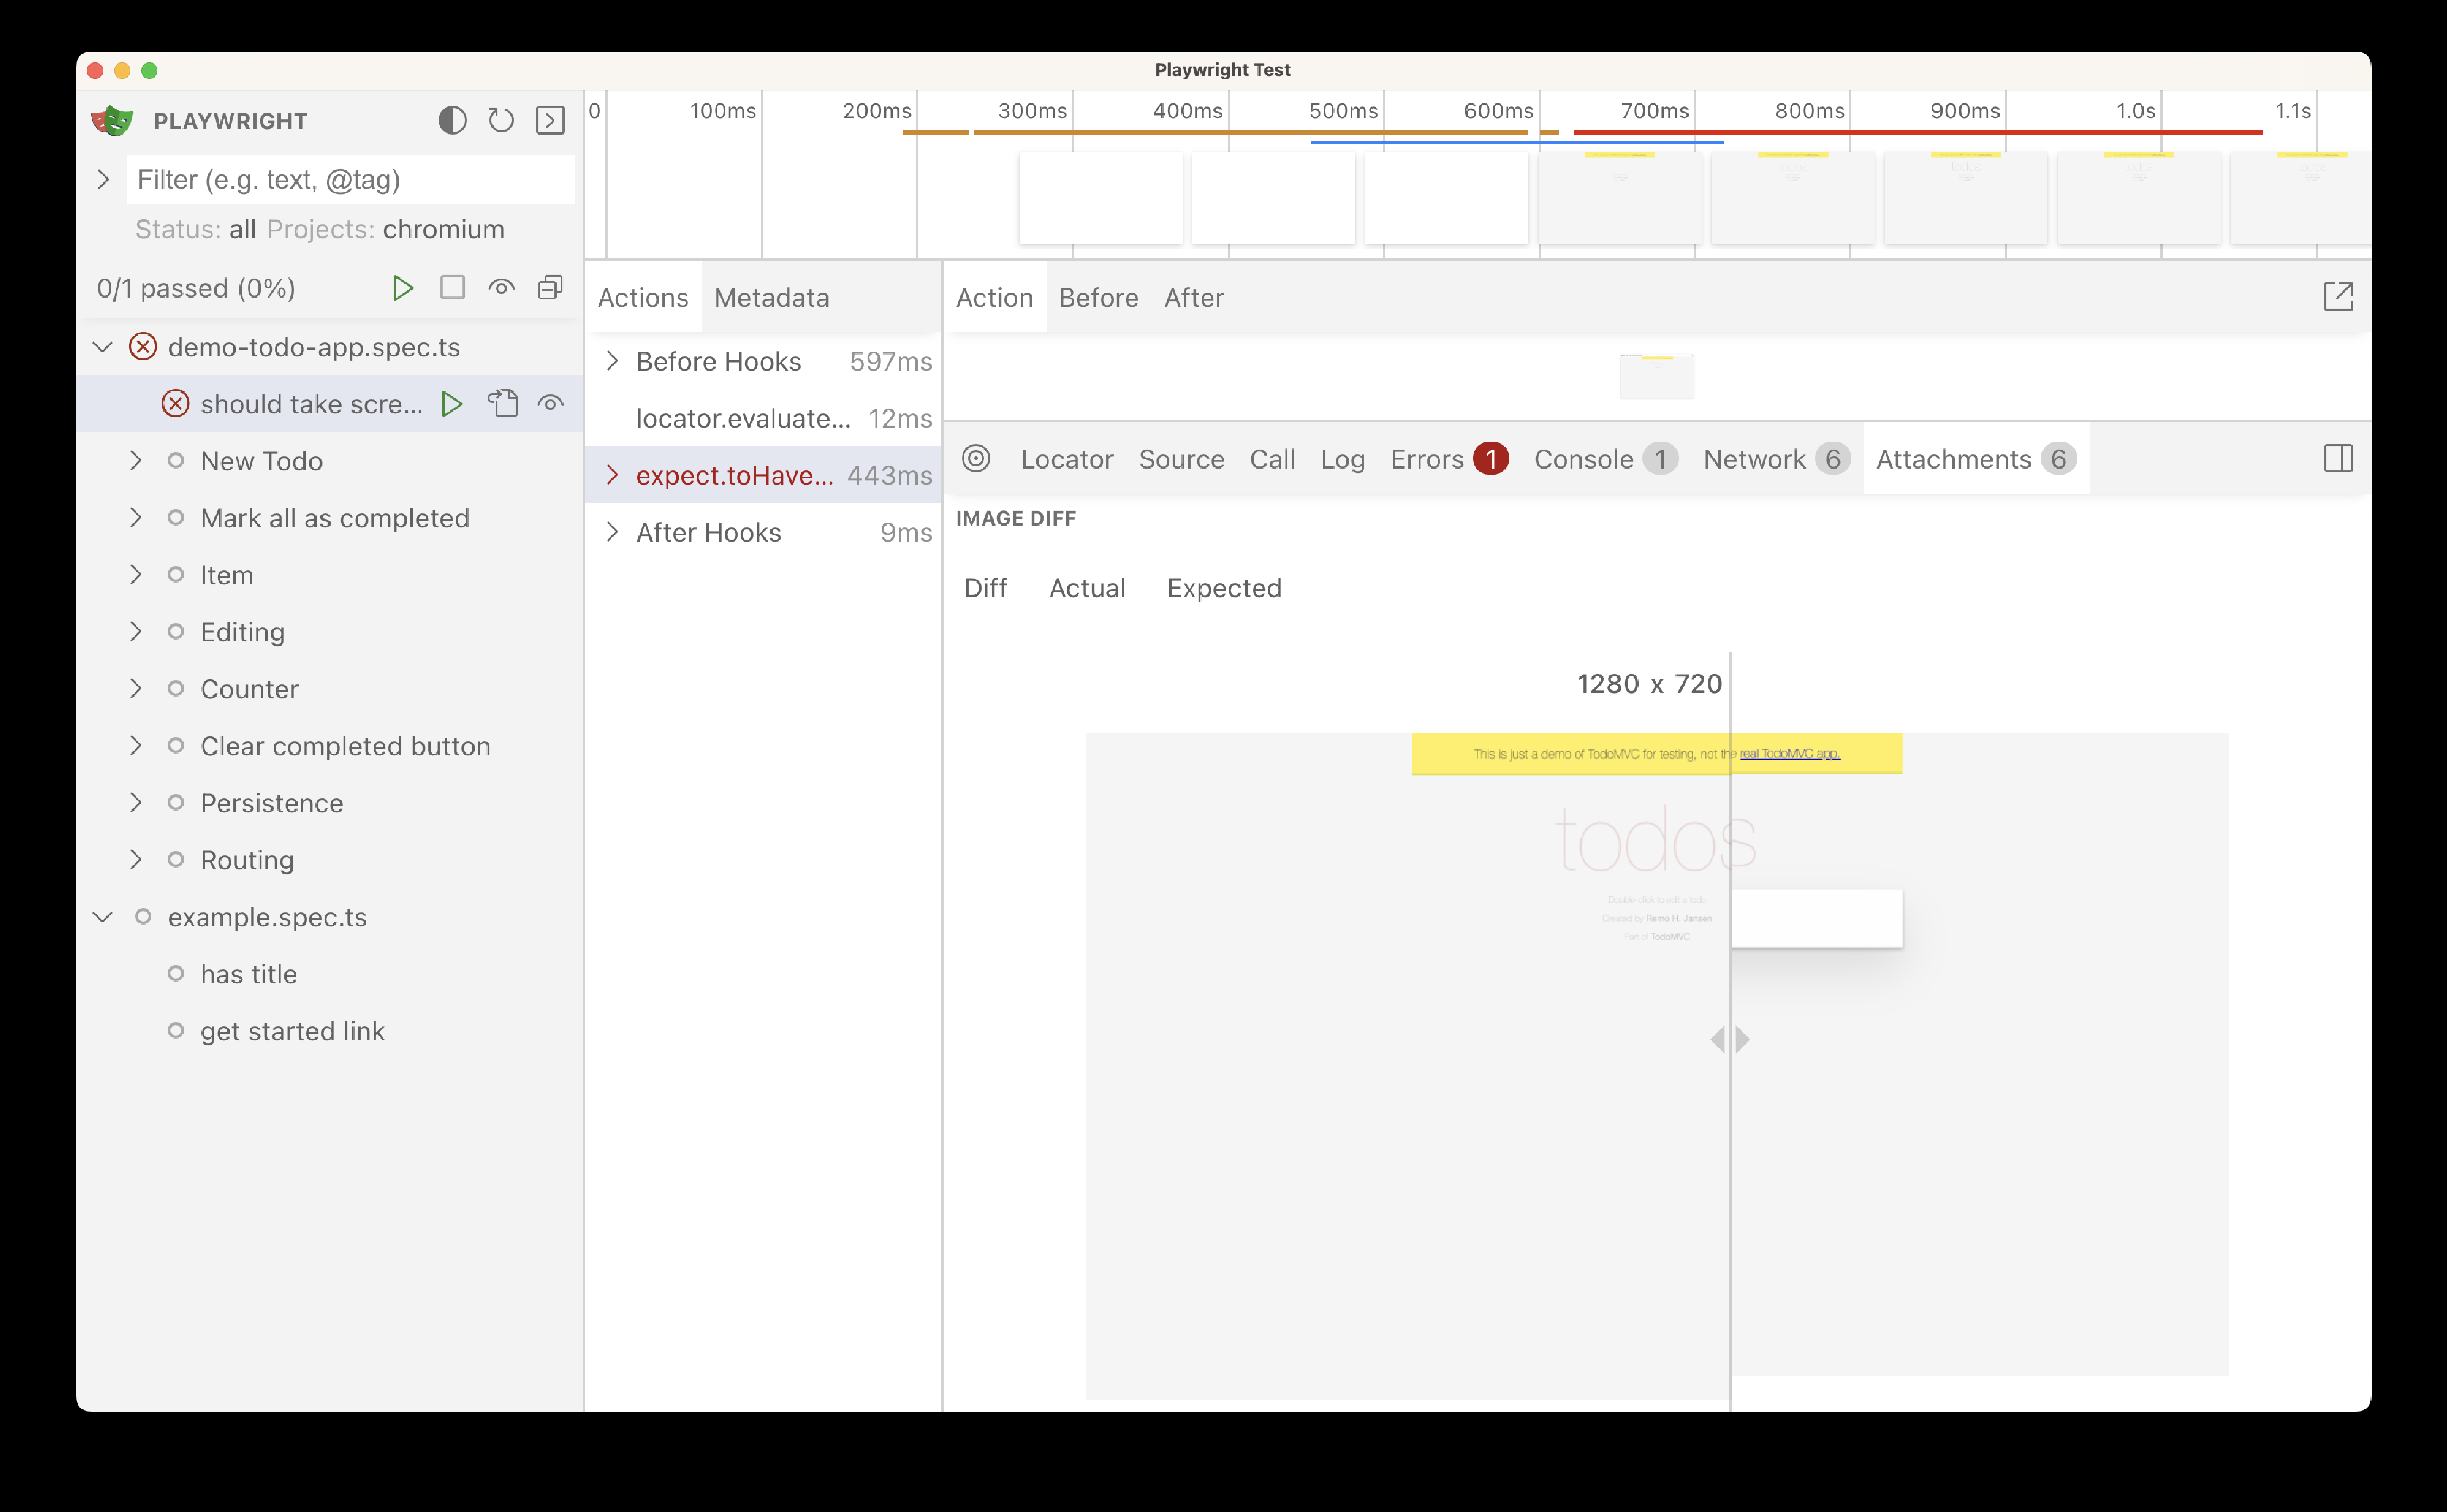 Playwright Test
PLAYWRIGHT
Filter (e.g. text, @tag)
Status: all Projects: chromium
0/1 passed (0%)
demo-todo-app.spec.ts
should take scre...
New Todo
Mark all as completed
Item
Editing
Counter
Clear completed button
Persistence
Routing
example.spec.ts
has title
get started link
0 100ms 200ms 300ms 400ms 500ms 600ms 700ms 800ms 900ms 1.0s 1.1s
Actions Metadata
Before Hooks 597ms
locator.evaluate... 12ms
expect.toHave... 443ms
After Hooks 9ms
Action Before After
Locator Source Call Log Errors 1 Console 1 Network 6 Attachments 6
IMAGE DIFF
Diff Actual Expected
1280 x 720
This is just a demo of TodoMVC for testing, not the real TodoMVC app.
todos
Double-click to edit a todo
Created by Remo H. Jansen
Part of TodoMVC